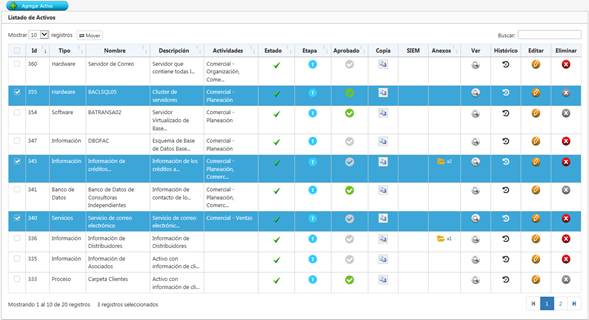 Agregar Activo
Listado de Activos
Mostrar 10 registros Mover Buscar:
Id Tipo Nombre Descripción Actividades Estado Etapa Aprobado Copia SIEM Anexos Ver Histórico Editar Eliminar
360 Hardware Servidor de Correo Servidor que contiene todas l... Comercial - Organización, Come...
355 Hardware BACLSQL05 Cluster de servidores Comercial - Planeación
354 Software BATRANSA02 Servidor Virtualizado de Base... Comercial - Planeación
347 Información DBOFAC Esquema de Base de Datos Base... Comercial - Planeación
345 Información Información de créditos... Información de los créditos a... Comercial - Planeación, Comerc... x2
341 Banco de Datos Banco de Datos de Consultoras Independientes Información de contacto de lo... Comercial - Planeación, Comerc...
340 Servicios Servicio de correo electrónico Servicio de correo electrónic... Comercial - Ventas
336 Información Información de Distribuidores Información de Distribuidores x1
335 Información Información de Asociados Activo con información de cli...
333 Proceso Carpeta Clientes Activo con información de cli...
Mostrando 1 al 10 de 20 registros 3 registros seleccionados 1 2